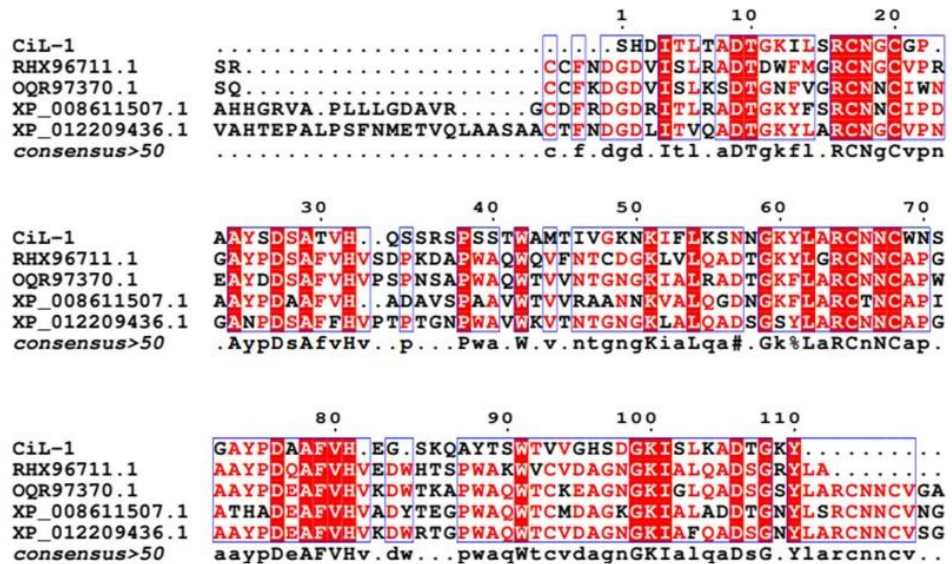 1 10 20
CiL-1 ............................SHDITLTADTGKILSRCNGCGP.
RHX96711.1 SR.....................CCFNDGDVISLRADTDWFMGRCNGCVPR
OQR97370.1 SQ.....................CCFKDGDVISLKSDTGNFVGRCNNCIWN
XP_008611507.1 AHHGRVA.PLLLGDAVR......GCDFRDGDRITLRADTGKYFSRCNNCIPD
XP_012209436.1 VAHTEPALPSFNMETVQLAASAACTFNDGDLITVQADTGKYLARCNGCVPN
consensus>50 .......................c.f.dgd.Itl.aDTgkfl.RCNgCvpn
30 40 50 60 70
CiL-1 AAYSDSATVH..QSSRSPSSTWAMTIVGKNKIFLKSNNGKYLARCNNCWNS
RHX96711.1 GAYPDSAFVHVSDPKDAPWAQWQVFNTCDGKLVLQADTGKYLGRCNNCAPG
OQR97370.1 EAYDDSAFVHVPSPNSAPWAQWTVVNTGNGKIALRADTGKYLARCNNCAPW
XP_008611507.1 AAYPDAAFVH..ADAVSPAAVWTVVRAANNKVALQGDNGKFLARCTNCAPI
XP_012209436.1 GANPDSAFFHVPTPTGNPWAVWKVTNTGNGKLALQADSGSYLARCNNCAPG
consensus>50 .AypDsAfvHv..p...Pwa.W.v.ntgngKiaLqa#.Gk%LaRCnNCap.
80 90 100 110
CiL-1 GAYPDAAFVH.EG.SKQAYTSWTVVGHSDGKISLKADTGKY..........
RHX96711.1 AAYPDQAFVHVEDWHTSPWAKWVCVDAGNGKIALQADSGRYLA........
OQR97370.1 AAYPDEAFVHVKDWTKAPWAQWTCKEAGNGKIGLQADSGSYLARCNNCVGA
XP_008611507.1 ATHADEAFVHVADYTEGPWAQWTCMDAGKGKIALADDTGNYLSRCNNCVNG
XP_012209436.1 AAYPDEAFVHVKDWRTGPWAQWTCVDAGNGKIAFQADSGSYLARCNNCVSG
consensus>50 aaypDeAFVHv.dw...pwaqWtcvdagnGKIalqaDsG.Ylarcnncv..